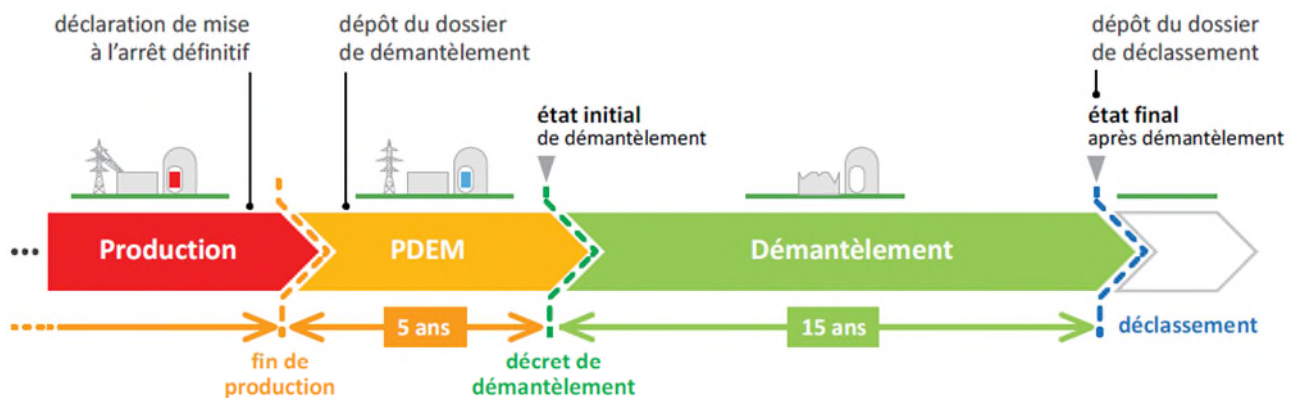 déclaration de mise
à l’arrêt définitif
dépôt du dossier
de démantèlement
dépôt du dossier
de déclassement
état initial
de démantèlement
état final
après démantèlement
Production
PDEM
Démantèlement
5 ans
15 ans
déclassement
fin de
production
décret de
démantèlement